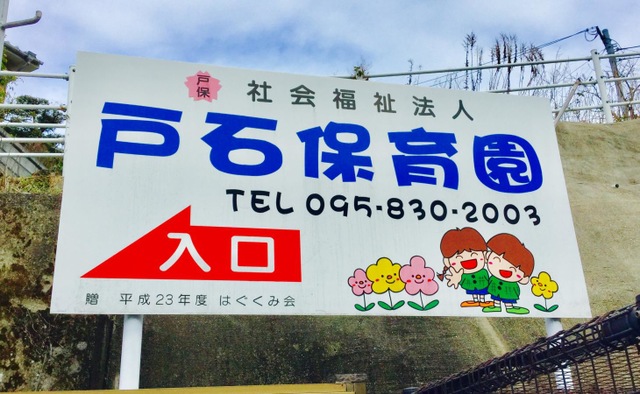 戸保
社会福祉法人
戸石保育園
TEL 095-830-2003
入口
贈 平成23年度 はぐくみ会